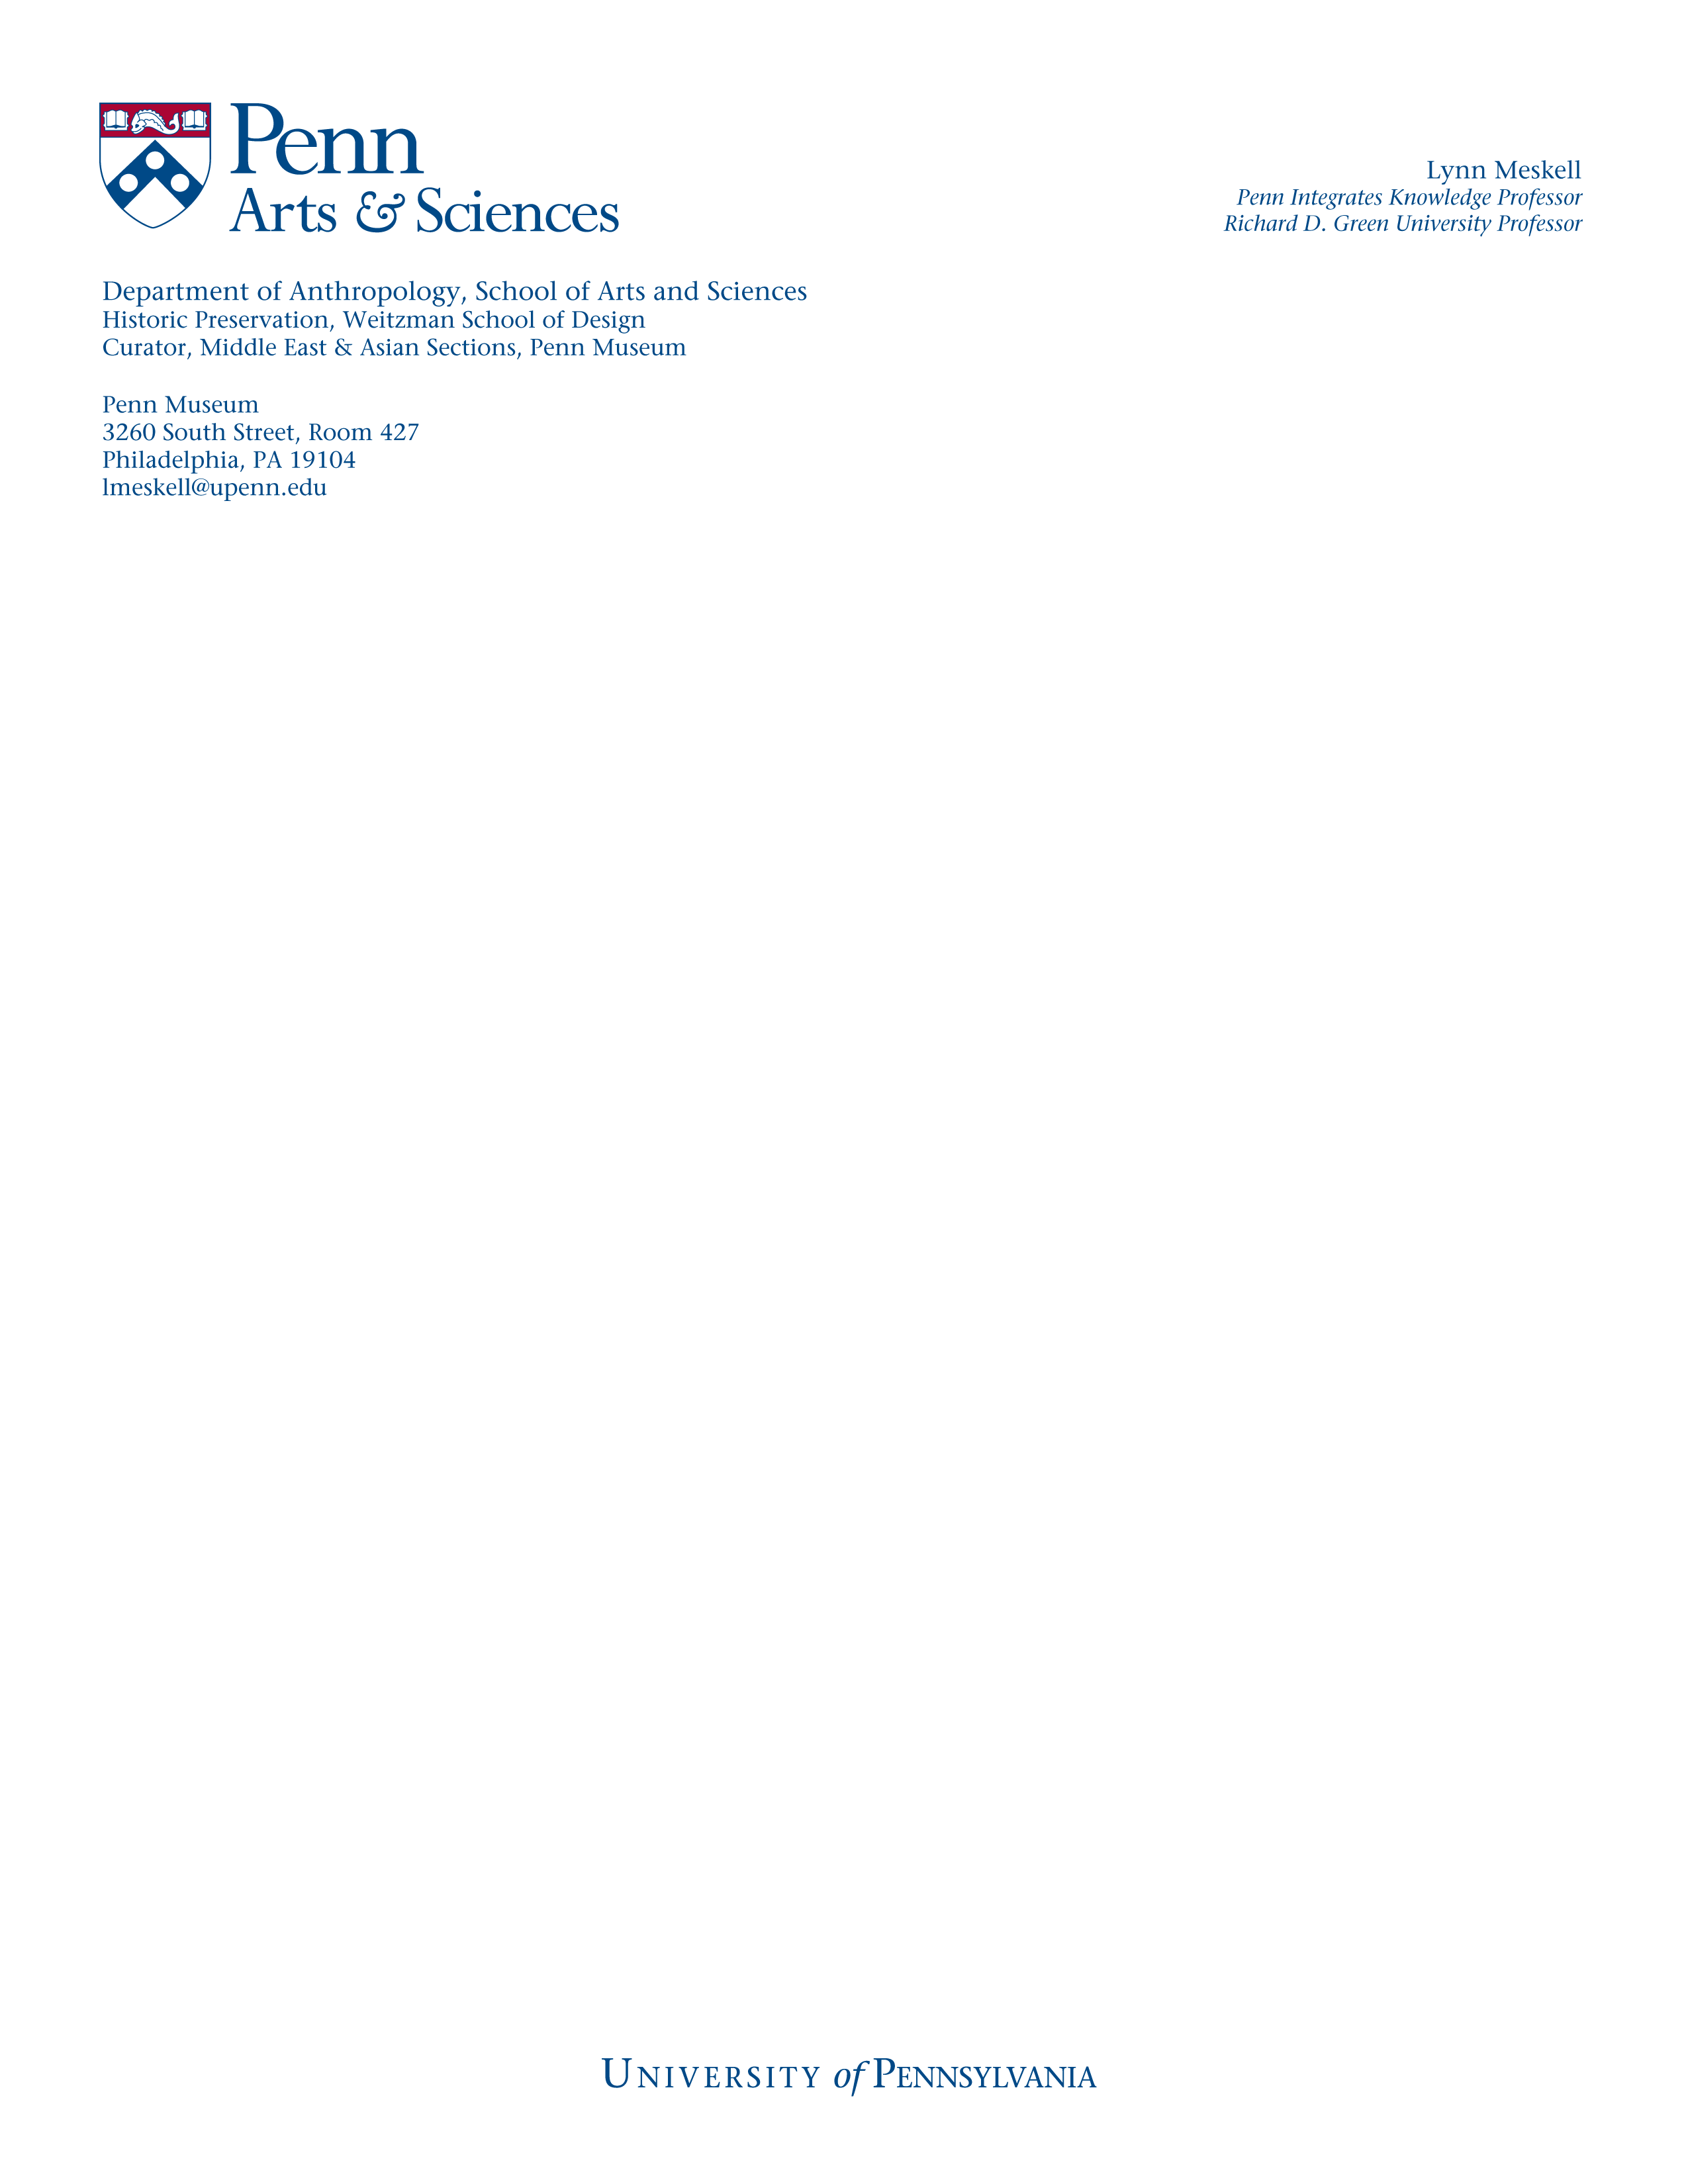 Penn
Arts & Sciences
Lynn Meskell
Penn Integrates Knowledge Professor
Richard D. Green University Professor
Department of Anthropology, School of Arts and Sciences
Historic Preservation, Weitzman School of Design
Curator, Middle East & Asian Sections, Penn Museum
Penn Museum
3260 South Street, Room 427
Philadelphia, PA 19104
lmeskell@upenn.edu
UNIVERSITY of PENNSYLVANIA